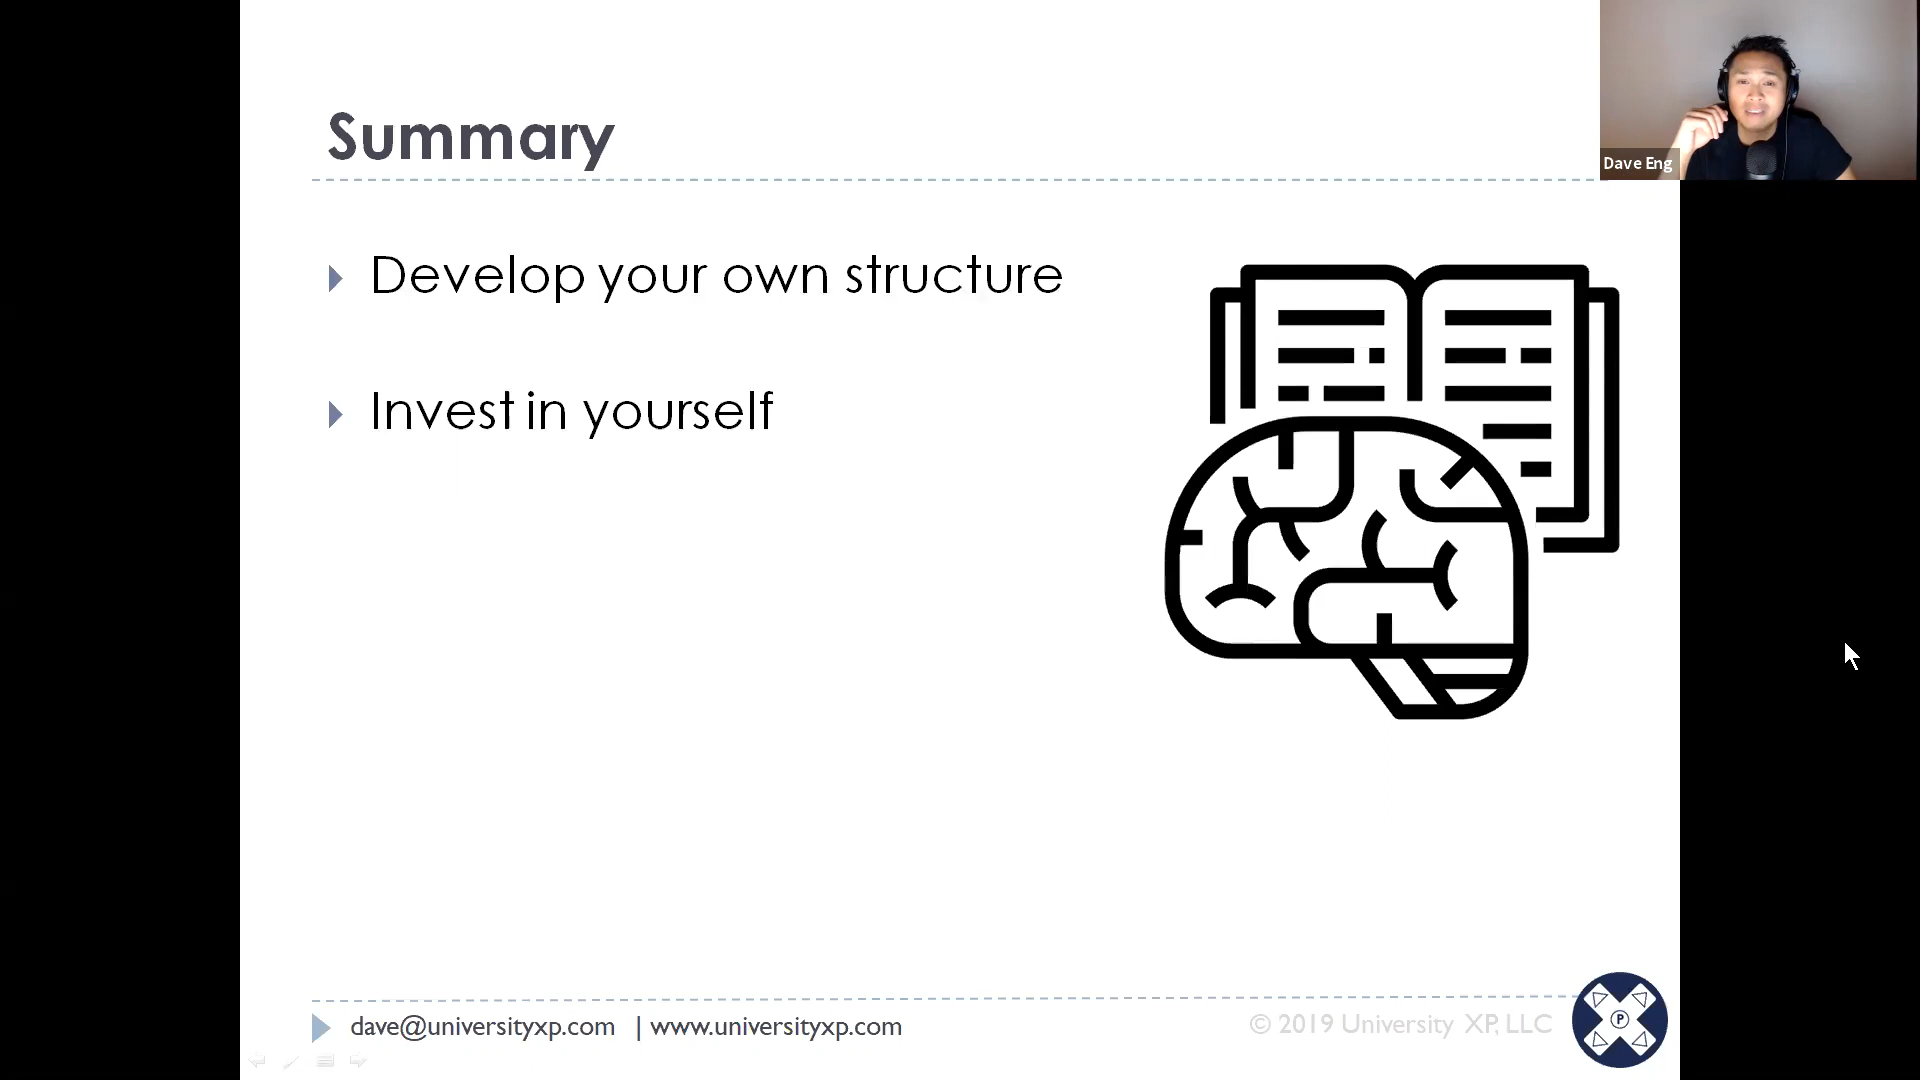 Summary
Dave Eng
Develop your own structure
Invest in yourself
dave@universityxp.com | www.universityxp.com
© 2019 University XP, LLC
P